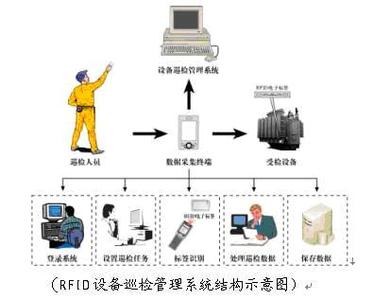 设备巡检管理系统
RFID电子标签
巡检人员
数据采集终端
受检设备
RFID电子标签
登录系统
设置巡检任务
标签识别
处理巡检数据
保存数据
(RFID设备巡检管理系统结构示意图)